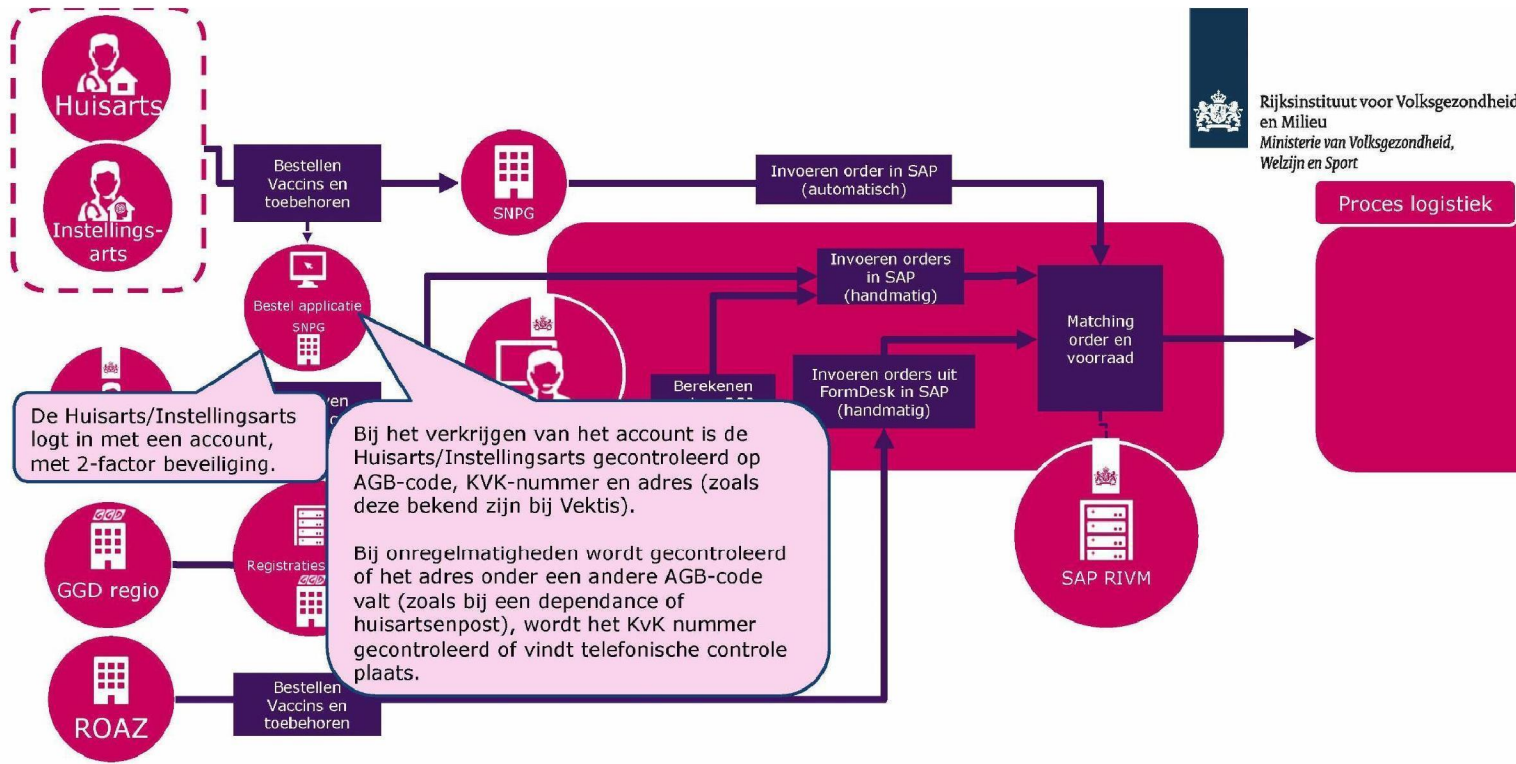 Huisarts
Instellings-
arts
Bestellen
Vaccins en
toebehoren
SNPG
Invoeren order in SAP
(automatisch)
Rijksinstituut voor Volksgezondheid
en Milieu
Ministerie van Volksgezondheid,
Welzijn en Sport
Proces logistiek
Bestel applicatie
SNPG
Invoeren orders
in SAP
(handmatig)
Matching
order en
voorraad
Berekenen
Invoeren orders uit
FormDesk in SAP
(handmatig)
De Huisarts/Instellingsarts
logt in met een account,
met 2-factor beveiliging.
Bij het verkrijgen van het account is de
Huisarts/Instellingsarts gecontroleerd op
AGB-code, KVK-nummer en adres (zoals
deze bekend zijn bij Vektis).
Bij onregelmatigheden wordt gecontroleerd
of het adres onder een andere AGB-code
valt (zoals bij een dependance of
huisartsenpost), wordt het KvK nummer
gecontroleerd of vindt telefonische controle
plaats.
GGD
GGD regio
Registraties
GGD
SAP RIVM
ROAZ
Bestellen
Vaccins en
toebehoren